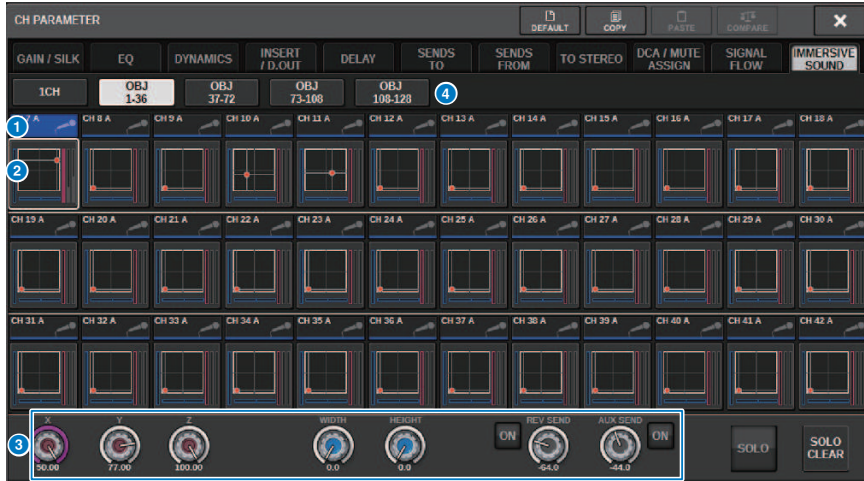 CH PARAMETER
DEFAULT
COPY
PASTE
COMPARE
GAIN / SILK
EQ
DYNAMICS
INSERT
/ D.OUT
DELAY
SENDS
TO
SENDS
FROM
TO STEREO
DCA / MUTE
ASSIGN
SIGNAL
FLOW
IMMERSIVE
SOUND
1CH
OBJ
1-36
OBJ
37-72
OBJ
73-108
OBJ
108-128
4
1
7 A
CH 8 A
CH 9 A
CH 10 A
CH 11 A
CH 12 A
CH 13 A
CH 14 A
CH 15 A
CH 16 A
CH 17 A
CH 18 A
2
CH 19 A
CH 20 A
CH 21 A
CH 22 A
CH 23 A
CH 24 A
CH 25 A
CH 26 A
CH 27 A
CH 28 A
CH 29 A
CH 30 A
CH 31 A
CH 32 A
CH 33 A
CH 34 A
CH 35 A
CH 36 A
CH 37 A
CH 38 A
CH 39 A
CH 40 A
CH 41 A
CH 42 A
3
X
Y
Z
WIDTH
HEIGHT
REV SEND
AUX SEND
ON
ON
SOLO
SOLO
CLEAR
50.00
77.00
100.00
0.0
0.0
-64.0
-44.0